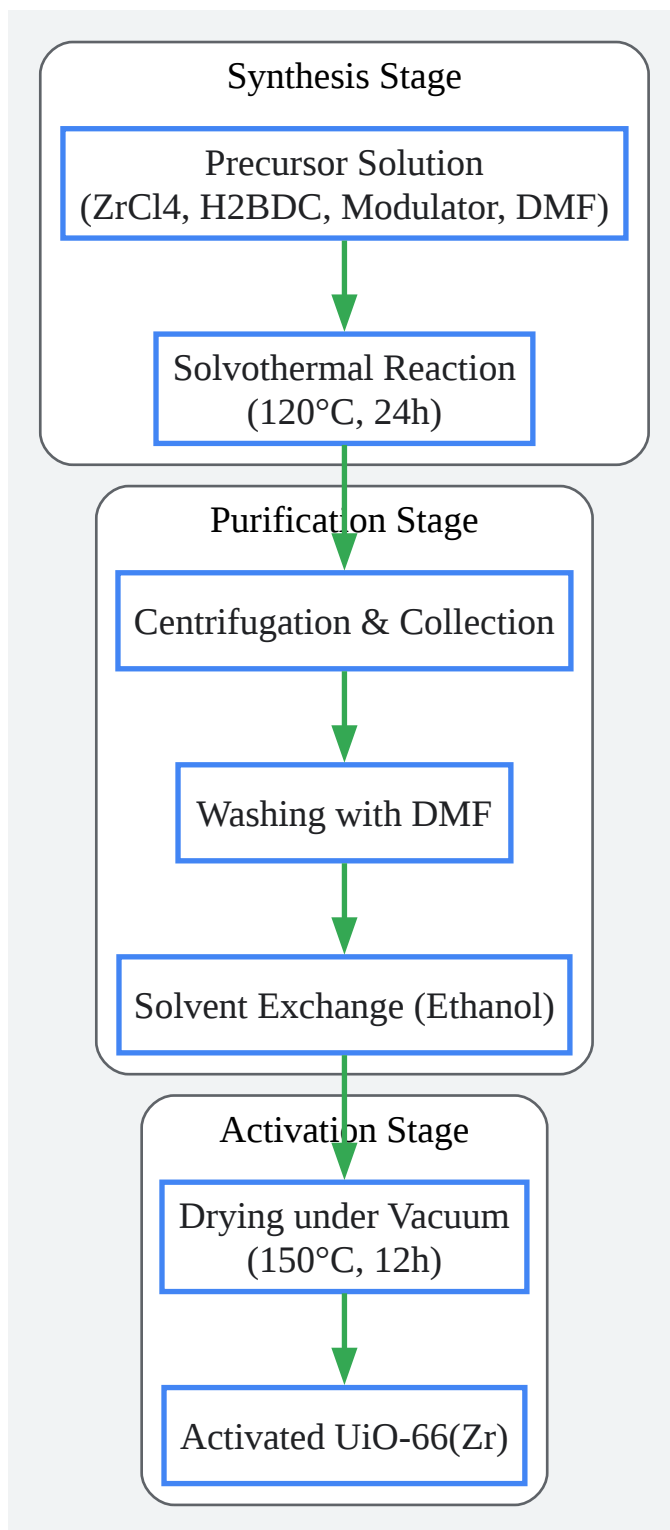 Synthesis Stage
Precursor Solution
(ZrCl4, H2BDC, Modulator, DMF)
Solvothermal Reaction
(120°C, 24h)
Purification Stage
Centrifugation & Collection
Washing with DMF
Solvent Exchange (Ethanol)
Activation Stage
Drying under Vacuum
(150°C, 12h)
Activated UiO-66(Zr)